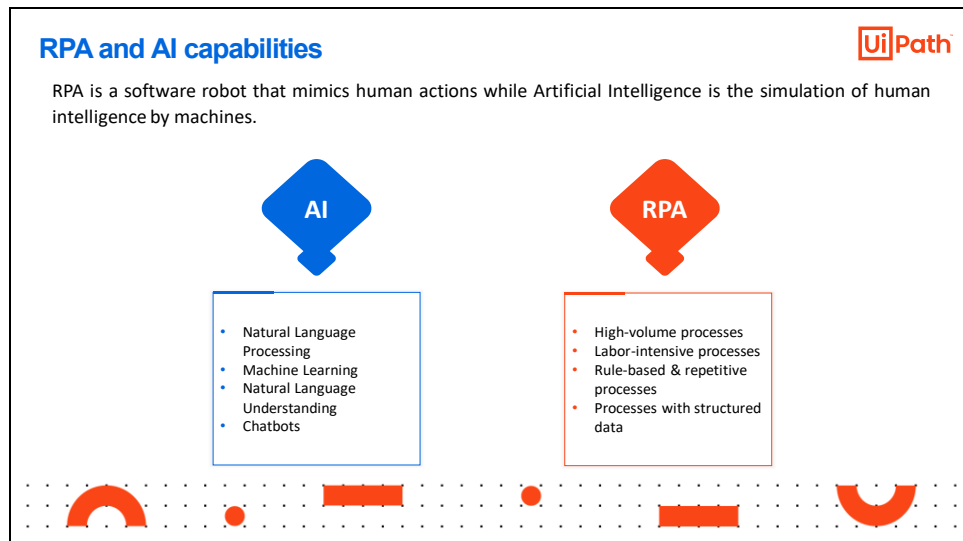 RPA and AI capabilities
UiPath
RPA is a software robot that mimics human actions while Artificial Intelligence is the simulation of human
intelligence by machines.
AI
RPA
• Natural Language
Processing
• Machine Learning
• Natural Language
Understanding
• Chatbots
• High-volume processes
• Labor-intensive processes
• Rule-based & repetitive
processes
• Processes with structured
data